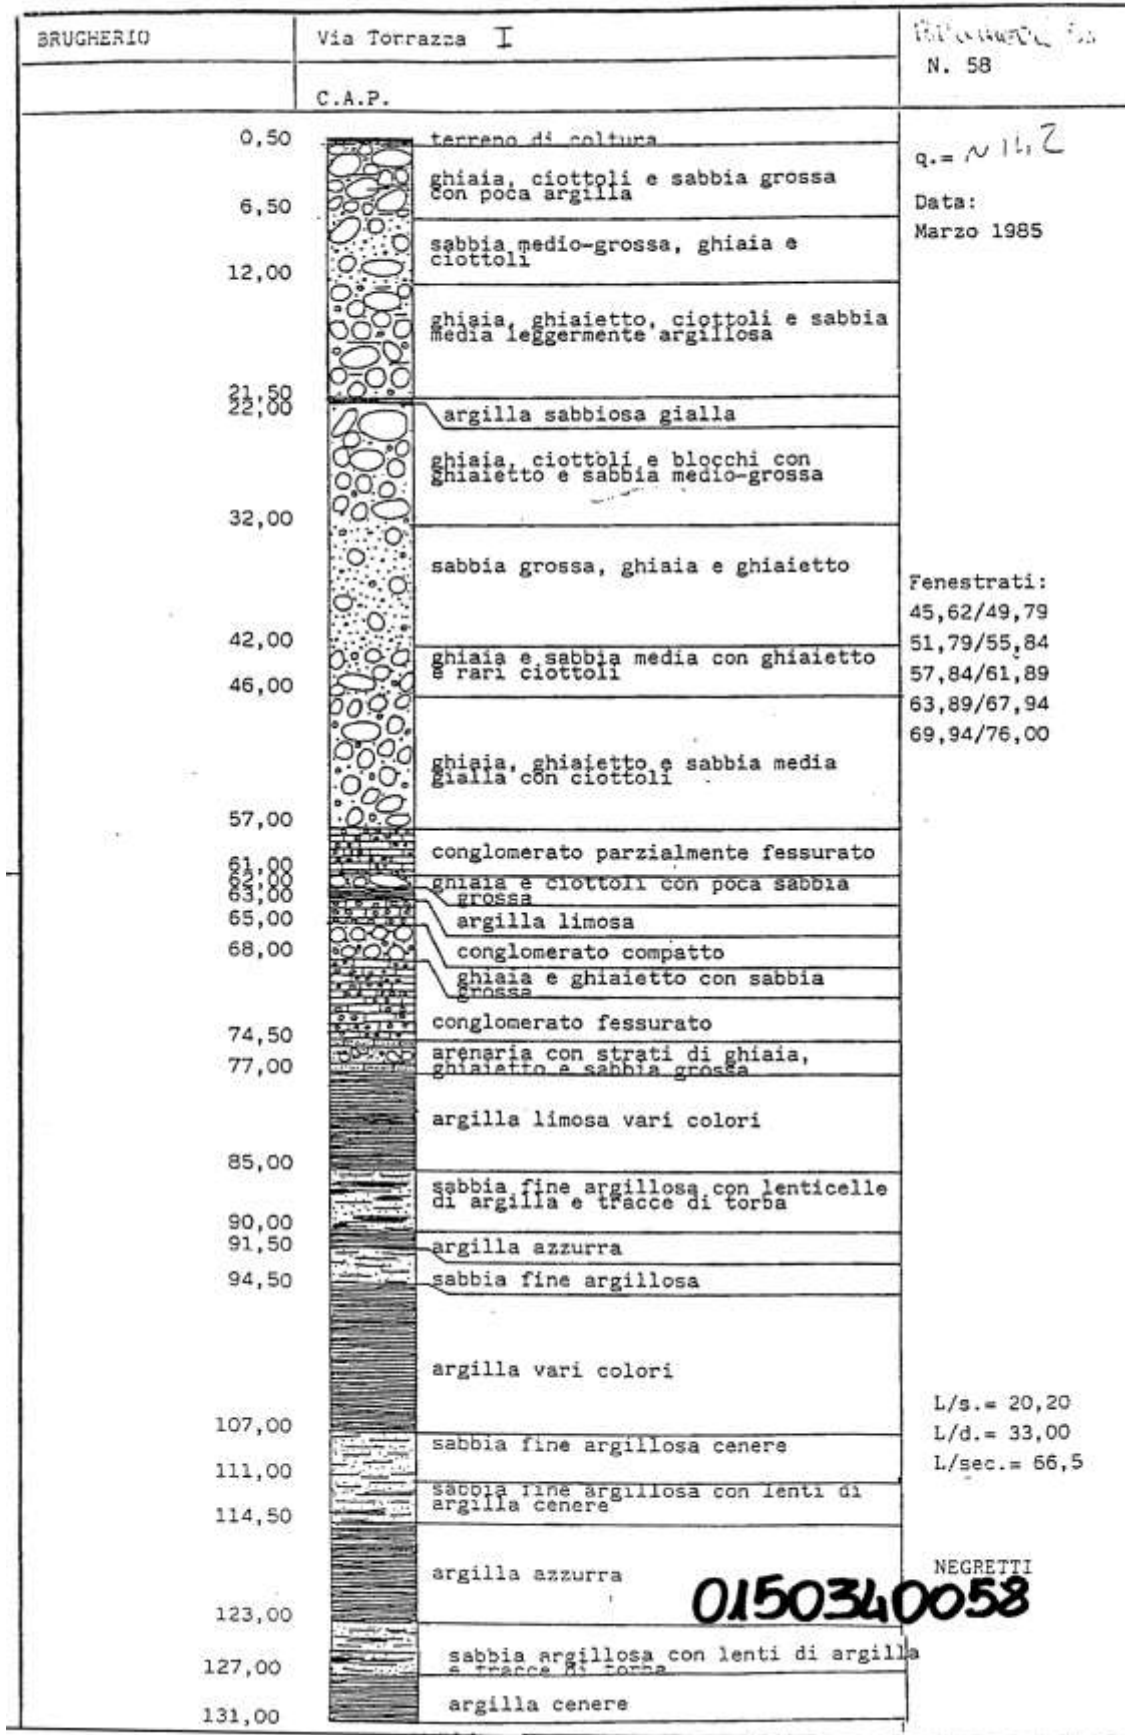 BRUGHERIO
Via Torrazza I
N. 58
C.A.P.
0,50 terreno di coltura
q.= ~
ghiaia, ciottoli e sabbia grossa
con poca argilla
6,50
Data:
Marzo 1985
sabbia medio-grossa, ghiaia e
ciottoli
12,00
ghiaia, ghiaietto, ciottoli e sabbia
media leggermente argillosa
21,50
22,00
argilla sabbiosa gialla
ghiaia, ciottoli e blocchi con
ghiaietto e sabbia medio-grossa
32,00
sabbia grossa, ghiaia e ghiaietto
Fenestrati:
45,62/49,79
51,79/55,84
57,84/61,89
63,89/67,94
69,94/76,00
42,00
ghiaia e sabbia media con ghiaietto
e rari ciottoli
46,00
ghiaia, ghiaietto e sabbia media
gialla con ciottoli
57,00
conglomerato parzialmente fessurato
61,00
62,00
ghiaia e ciottoli con poca sabbia
grossa
63,00
argilla limosa
65,00
conglomerato compatto
68,00
ghiaia e ghiaietto con sabbia
grossa
conglomerato fessurato
74,50
arenaria con strati di ghiaia,
ghiaietto e sabbia grossa
77,00
argilla limosa vari colori
85,00
sabbia fine argillosa con lenticelle
di argilla e tracce di torba
90,00
91,50
argilla azzurra
94,50
sabbia fine argillosa
argilla vari colori
L/s.= 20,20
L/d.= 33,00
L/sec.= 66,5
107,00
sabbia fine argillosa cenere
111,00
sabbia fine argillosa con lenti di
argilla cenere
114,50
argilla azzurra
NEGRETTI
0150340058
123,00
sabbia argillosa con lenti di argilla
e tracce di torba
127,00
argilla cenere
131,00